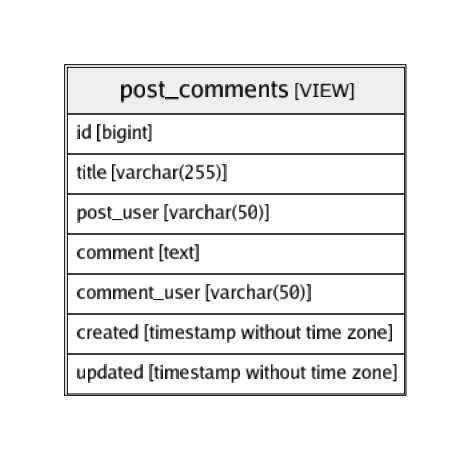 post_comments [VIEW]
id [bigint]
title [varchar(255)]
post_user [varchar(50)]
comment [text]
comment_user [varchar(50)]
created [timestamp without time zone]
updated [timestamp without time zone]